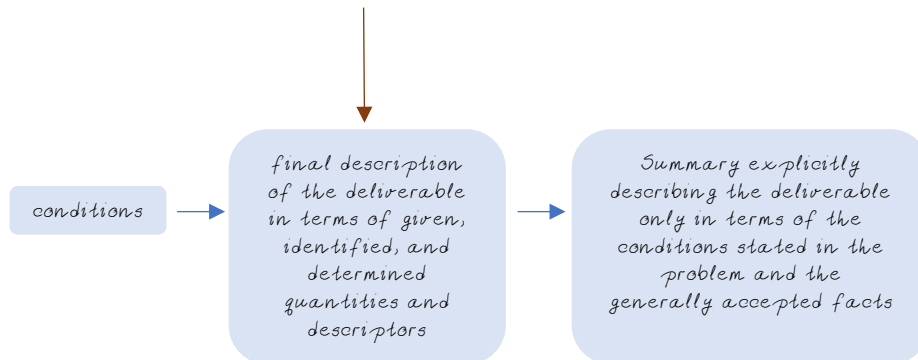 conditions
final description
of the deliverable
in terms of given,
identified, and
determined
quantities and
descriptors
Summary explicitly
describing the deliverable
only in terms of the
conditions stated in the
problem and the
generally accepted facts